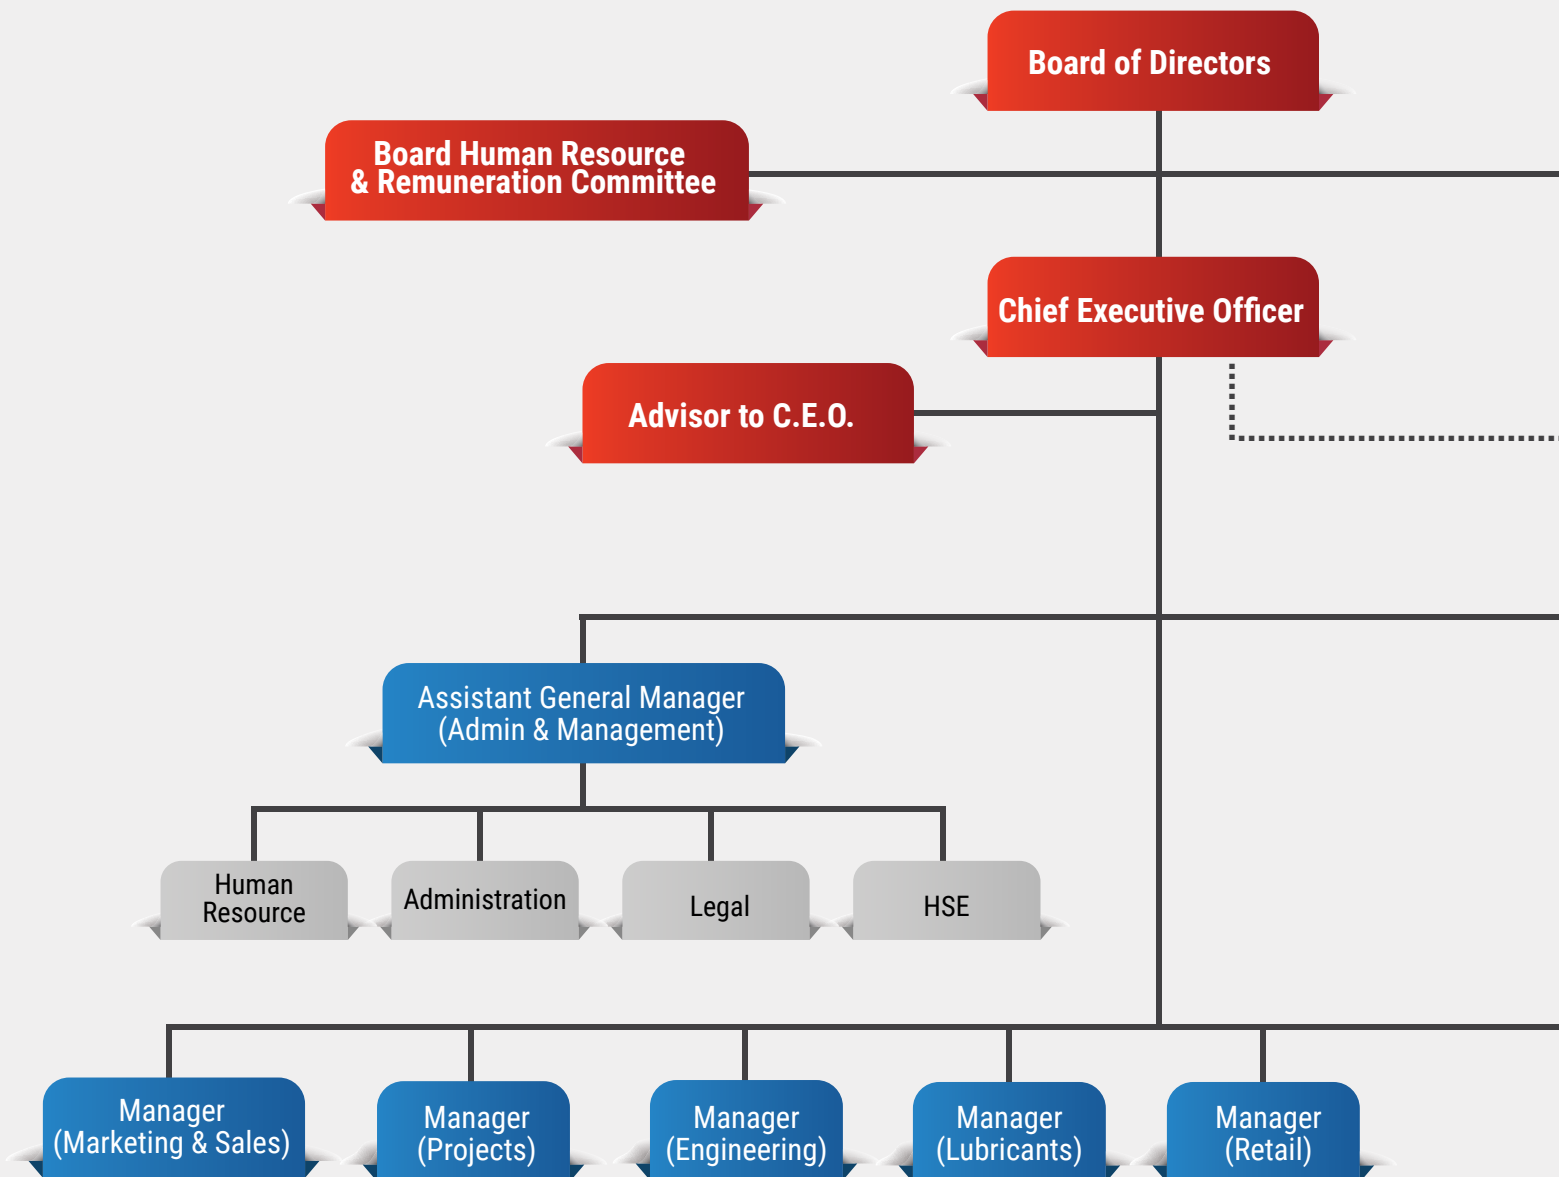 Board of Directors
Board Human Resource
& Remuneration Committee
Chief Executive Officer
Advisor to C.E.O.
Assistant General Manager
(Admin & Management)
Human
Resource
Administration
Legal
HSE
Manager
(Marketing & Sales)
Manager
(Projects)
Manager
(Engineering)
Manager
(Lubricants)
Manager
(Retail)